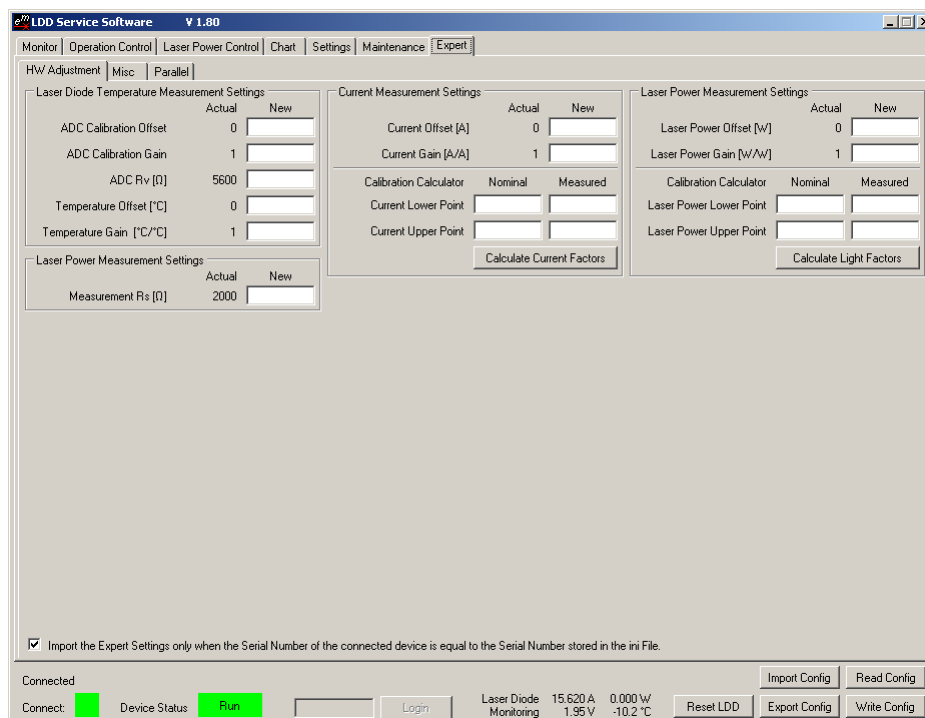 LDD Service Software V 1.80
Monitor Operation Control Laser Power Control Chart Settings Maintenance Expert
HW Adjustment Misc Parallel
Laser Diode Temperature Measurement Settings
Actual New
ADC Calibration Offset 0
ADC Calibration Gain 1
ADC Rv [Ω] 5600
Temperature Offset [°C] 0
Temperature Gain [°C/°C] 1
Laser Power Measurement Settings
Actual New
Measurement Rs [Ω] 2000
Current Measurement Settings
Actual New
Current Offset [A] 0
Current Gain [A/A] 1
Calibration Calculator Nominal Measured
Current Lower Point
Current Upper Point
Calculate Current Factors
Laser Power Measurement Settings
Actual New
Laser Power Offset [W] 0
Laser Power Gain [W/W] 1
Calibration Calculator Nominal Measured
Laser Power Lower Point
Laser Power Upper Point
Calculate Light Factors
Import the Expert Settings only when the Serial Number of the connected device is equal to the Serial Number stored in the ini File.
Connected
Import Config Read Config
Connect: Device Status Run Login
Laser Diode 15.620 A 0.000 W
Monitoring 1.95 V -10.2 °C
Reset LDD Export Config Write Config